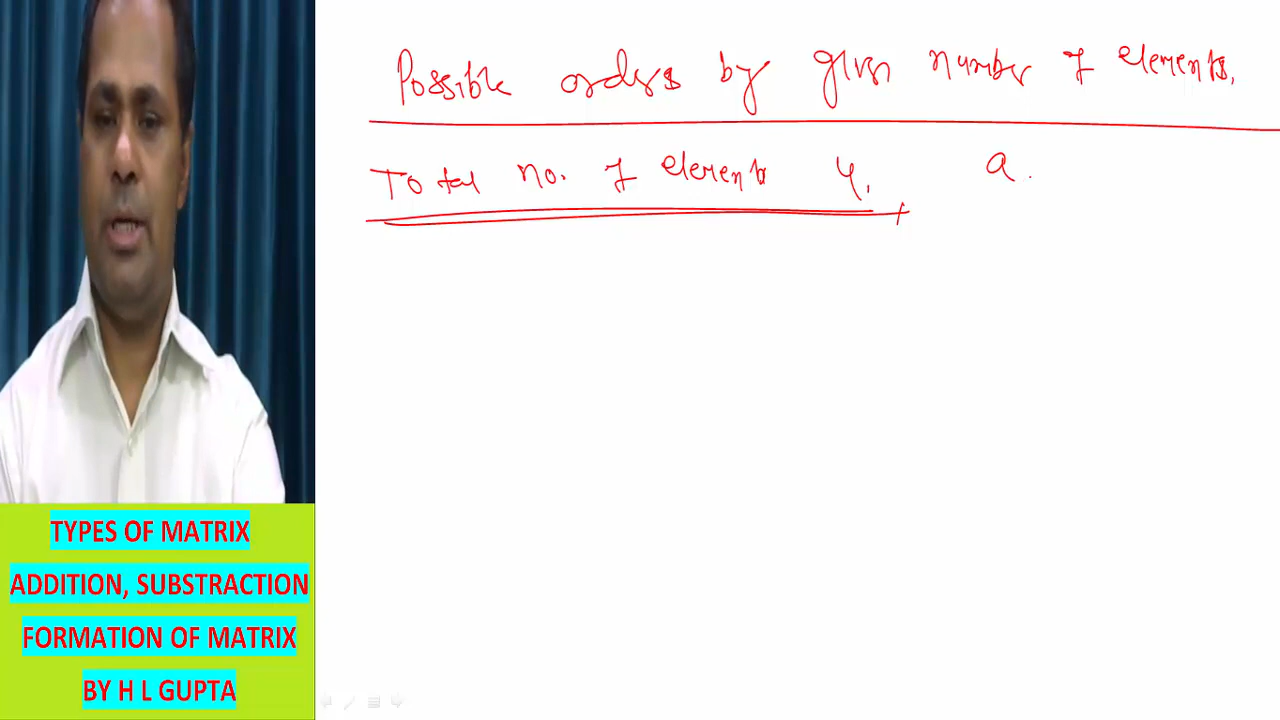 Possible orders by given number of elements.
Total no. of elements 4. a.
TYPES OF MATRIX
ADDITION, SUBSTRACTION
FORMATION OF MATRIX
BY H L GUPTA